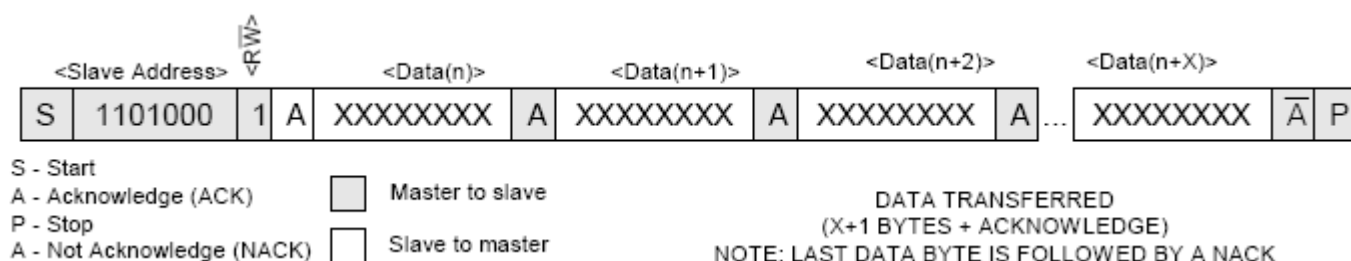 <RW̅>
<Slave Address> <Data(n)> <Data(n+1)> <Data(n+2)> <Data(n+X)>
S 1101000 1 A XXXXXXXX A XXXXXXXX A XXXXXXXX A ... XXXXXXXX A̅ P
S - Start
A - Acknowledge (ACK)
P - Stop
A - Not Acknowledge (NACK)
Master to slave
Slave to master
DATA TRANSFERRED
(X+1 BYTES + ACKNOWLEDGE)
NOTE: LAST DATA BYTE IS FOLLOWED BY A NACK